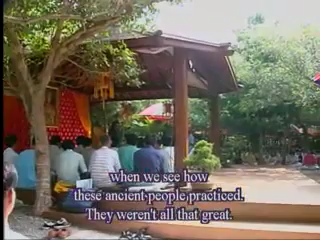 when we see how
these ancient people practiced.
They weren't all that great.